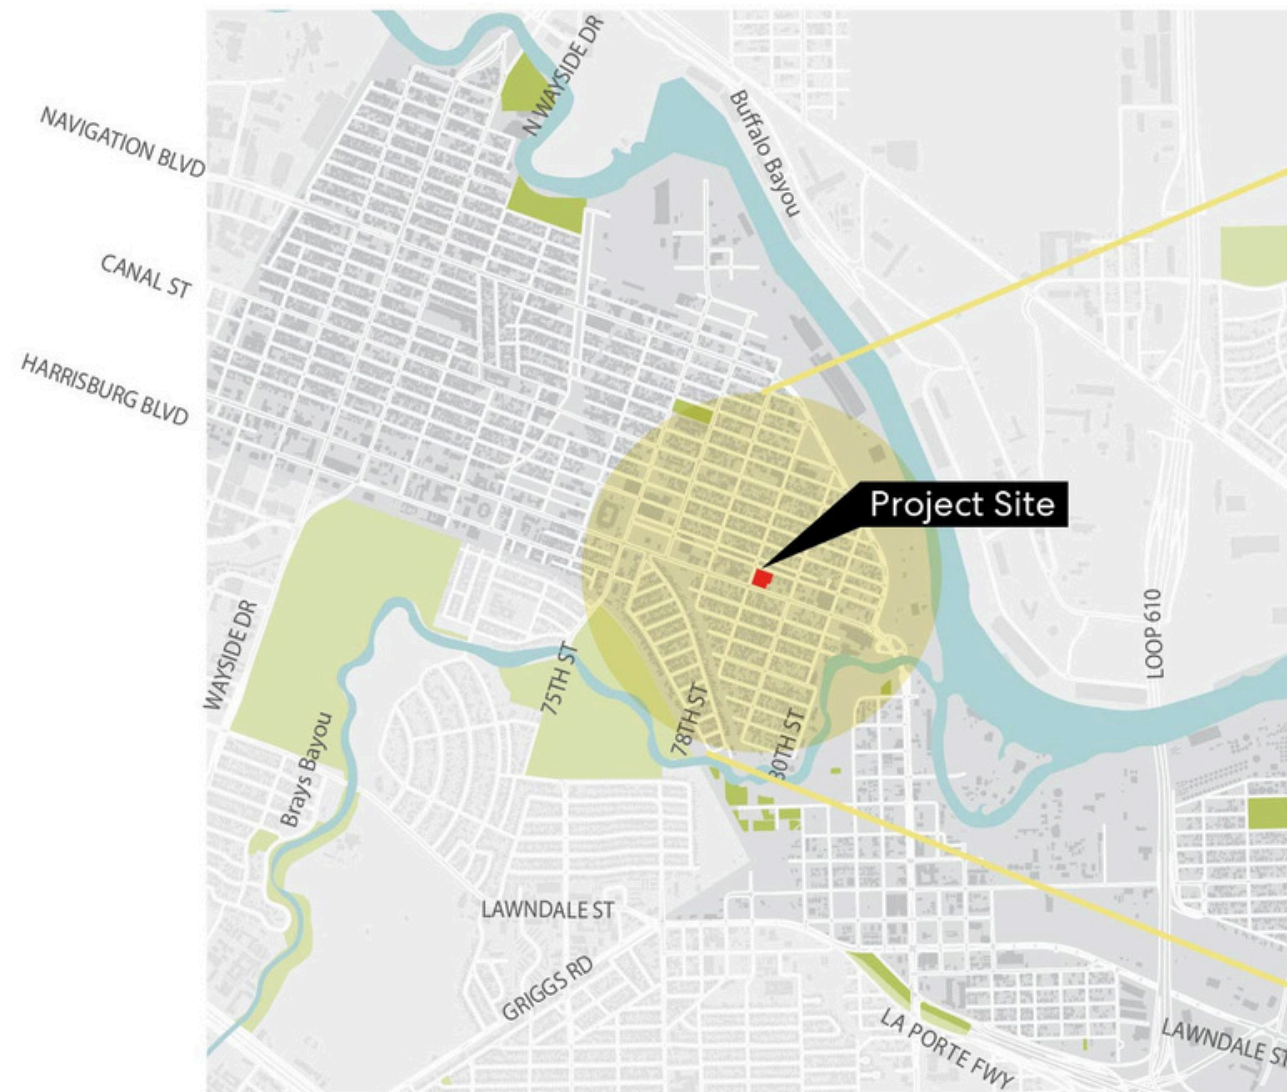 N WAYSIDE DR
NAVIGATION BLVD
Buffalo Bayou
CANAL ST
HARRISBURG BLVD
Project Site
WAYSIDE DR
LOOP 610
75TH ST
78TH ST
80TH ST
Brays Bayou
LAWNDALE ST
GRIGGS RD
LA PORTE FWY
LAWNDALE ST